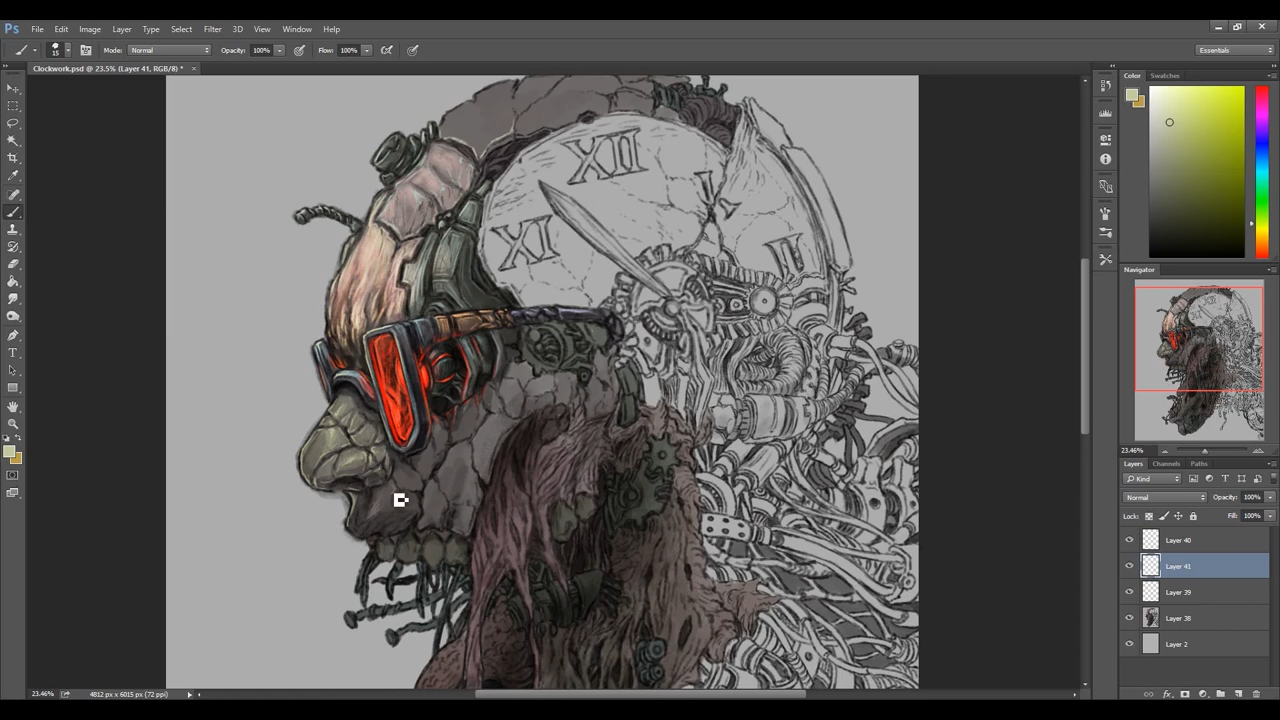 Ps File Edit Image Layer Type Select Filter 3D View Window Help
15 Mode: Normal Opacity: 100% Flow: 100% Essentials
Clockwork.psd @ 23.5% (Layer 41, RGB/8) *
Color Swatches
XII
XI
I
II
Navigator
23.46%
Layers Channels Paths
Kind
Normal Opacity: 100%
Lock: Fill: 100%
Layer 40
Layer 41
Layer 39
Layer 38
Layer 2
23.46% 4812 px x 6015 px (72 ppi)
fx